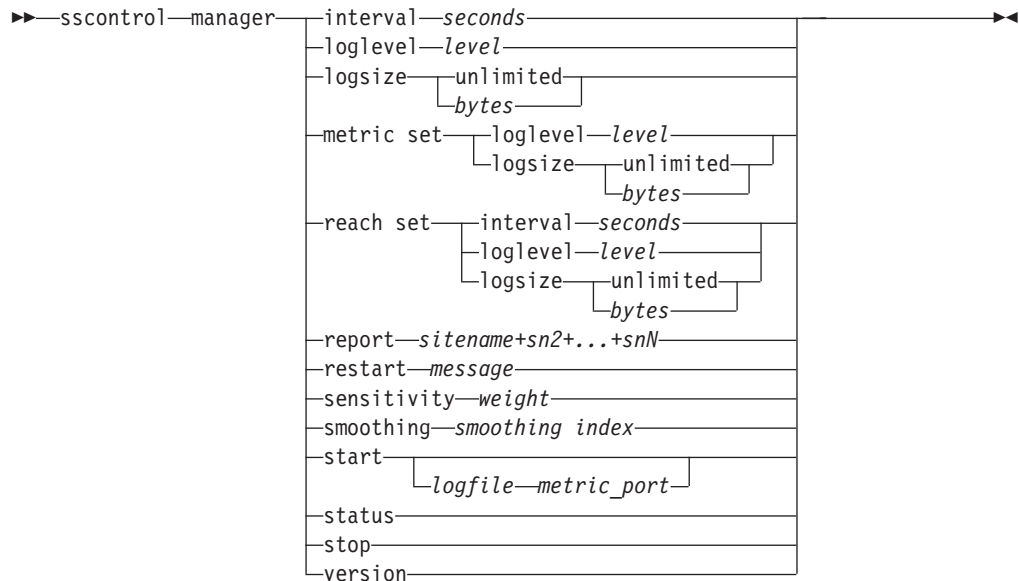 sscontrol manager interval seconds
loglevel level
logsize unlimited
bytes
metric set loglevel level
logsize unlimited
bytes
reach set interval seconds
loglevel level
logsize unlimited
bytes
report sitename+sn2+...+snN
restart message
sensitivity weight
smoothing smoothing index
start
logfile metric_port
status
stop
version